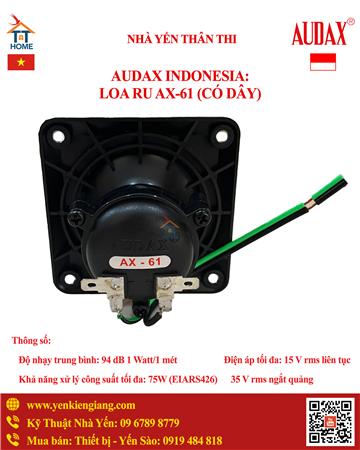 TT
HOME
NHÀ YẾN THÂN THI
AUDAX®
AUDAX INDONESIA:
LOA RU AX-61 (CÓ DÂY)
AUDAX
AX - 61
Thông số:
Độ nhạy trung bình: 94 dB 1 Watt/1 mét
Điện áp tối đa: 15 V rms liên tục
Khả năng xử lý công suất tối đa: 75W (EIARS426)
35 V rms ngắt quảng
www.yenkiengiang.com
Kỹ Thuật Nhà Yến: 09 6789 8779
Mua bán: Thiết bị - Yến Sào: 0919 484 818